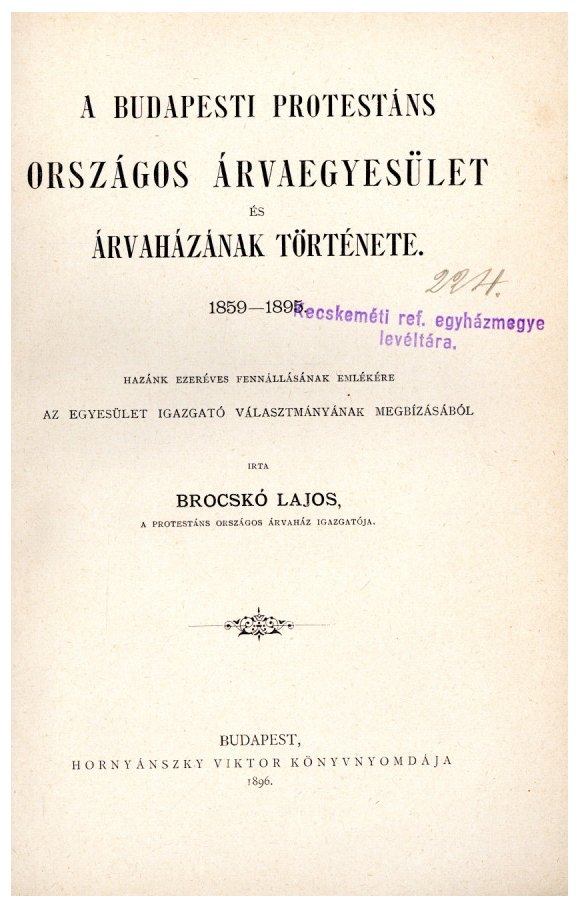 A BUDAPESTI PROTESTÁNS
ORSZÁGOS ÁRVAEGYESÜLET
ÉS
ÁRVAHÁZÁNAK TÖRTÉNETE.
224.
1859—1895.
Kecskeméti ref. egyházmegye
levéltára.
HAZÁNK EZERÉVES FENNÁLLÁSÁNAK EMLÉKÉRE
AZ EGYESÜLET IGAZGATÓ VÁLASZTMÁNYÁNAK MEGBÍZÁSÁBÓL
IRTA
BROCSKÓ LAJOS,
A PROTESTÁNS ORSZÁGOS ÁRVAHÁZ IGAZGATÓJA.
BUDAPEST,
HORNYÁNSZKY VIKTOR KÖNYVNYOMDÁJA
1896.